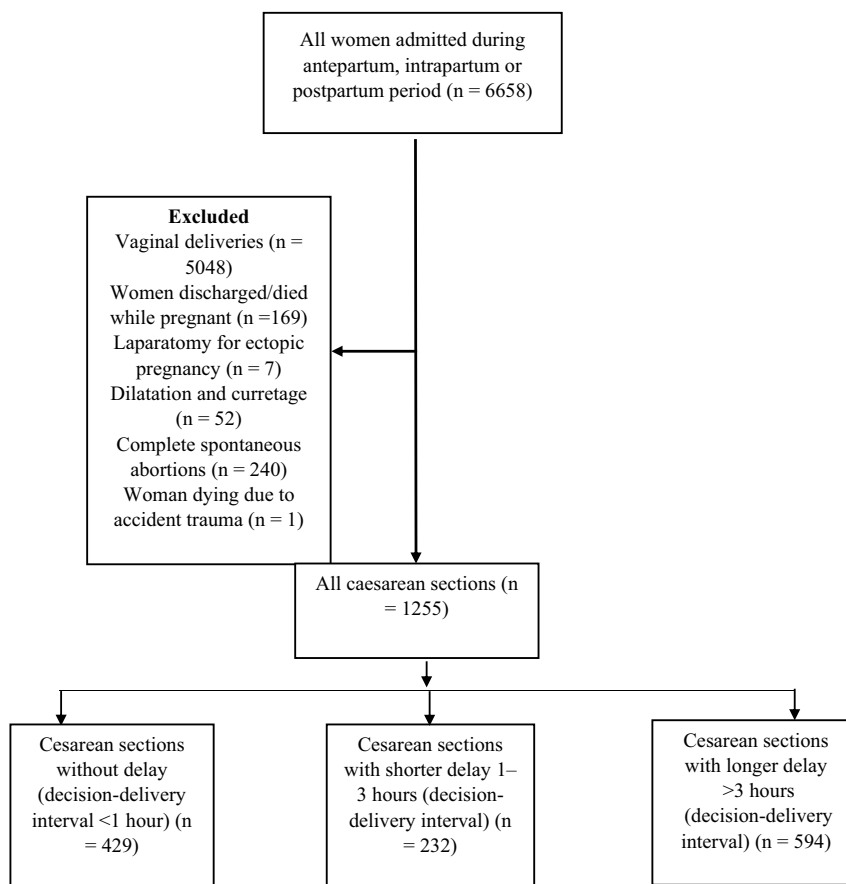 All women admitted during
antepartum, intrapartum or
postpartum period (n = 6658)
Excluded
Vaginal deliveries (n =
5048)
Women discharged/died
while pregnant (n =169)
Laparatomy for ectopic
pregnancy (n = 7)
Dilatation and curretage
(n = 52)
Complete spontaneous
abortions (n = 240)
Woman dying due to
accident trauma (n = 1)
All caesarean sections (n
= 1255)
Cesarean sections
without delay
(decision-delivery
interval <1 hour) (n
= 429)
Cesarean sections
with shorter delay 1–
3 hours (decision-
delivery interval) (n
= 232)
Cesarean sections
with longer delay
>3 hours
(decision-delivery
interval) (n = 594)